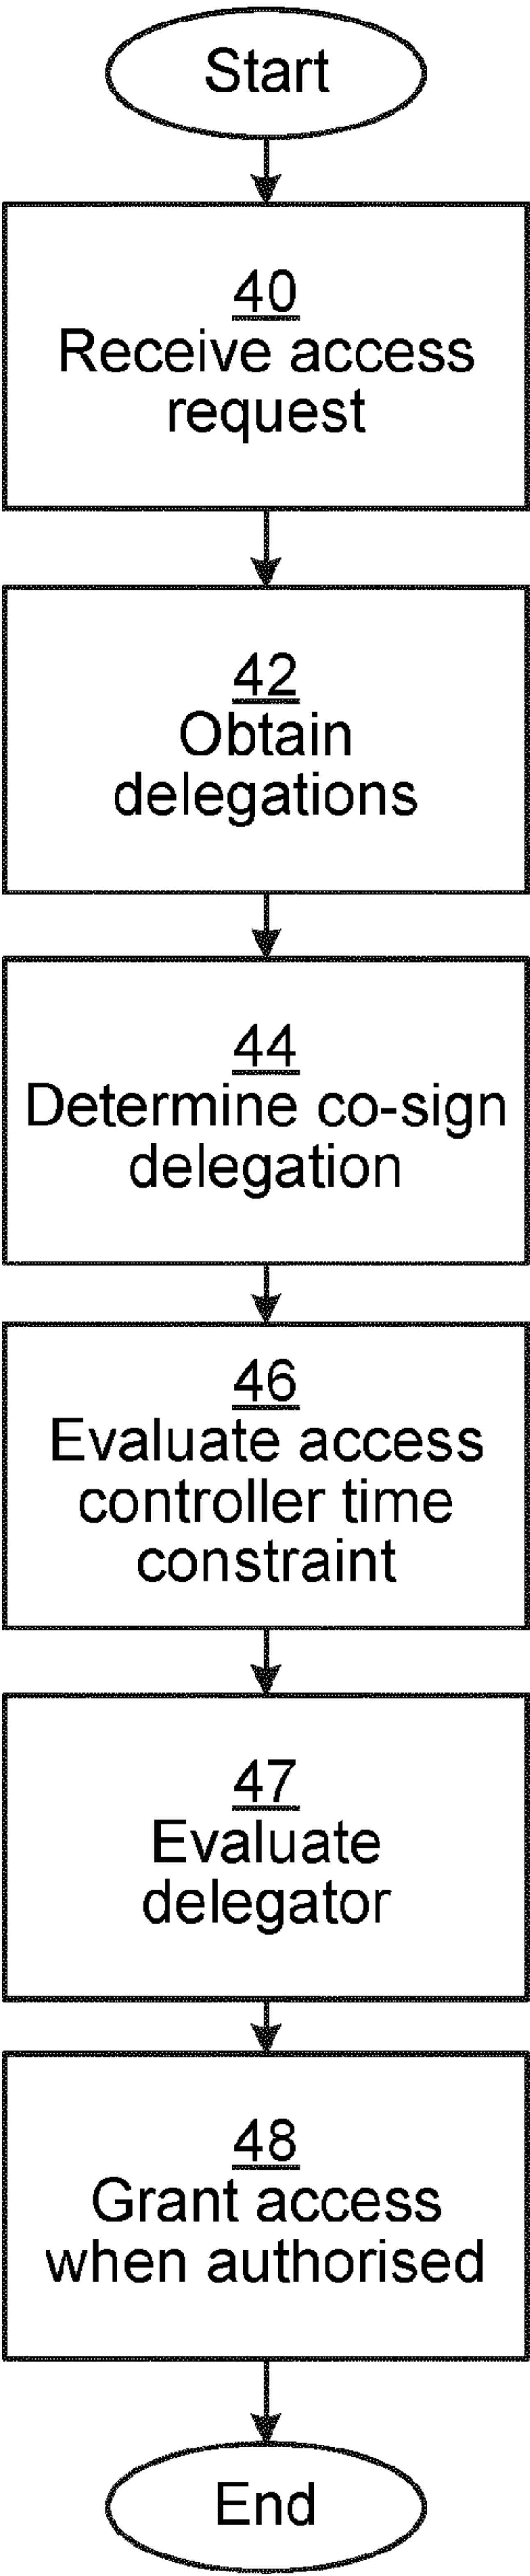 Start
40
Receive access
request
42
Obtain
delegations
44
Determine co-sign
delegation
46
Evaluate access
controller time
constraint
47
Evaluate
delegator
48
Grant access
when authorised
End